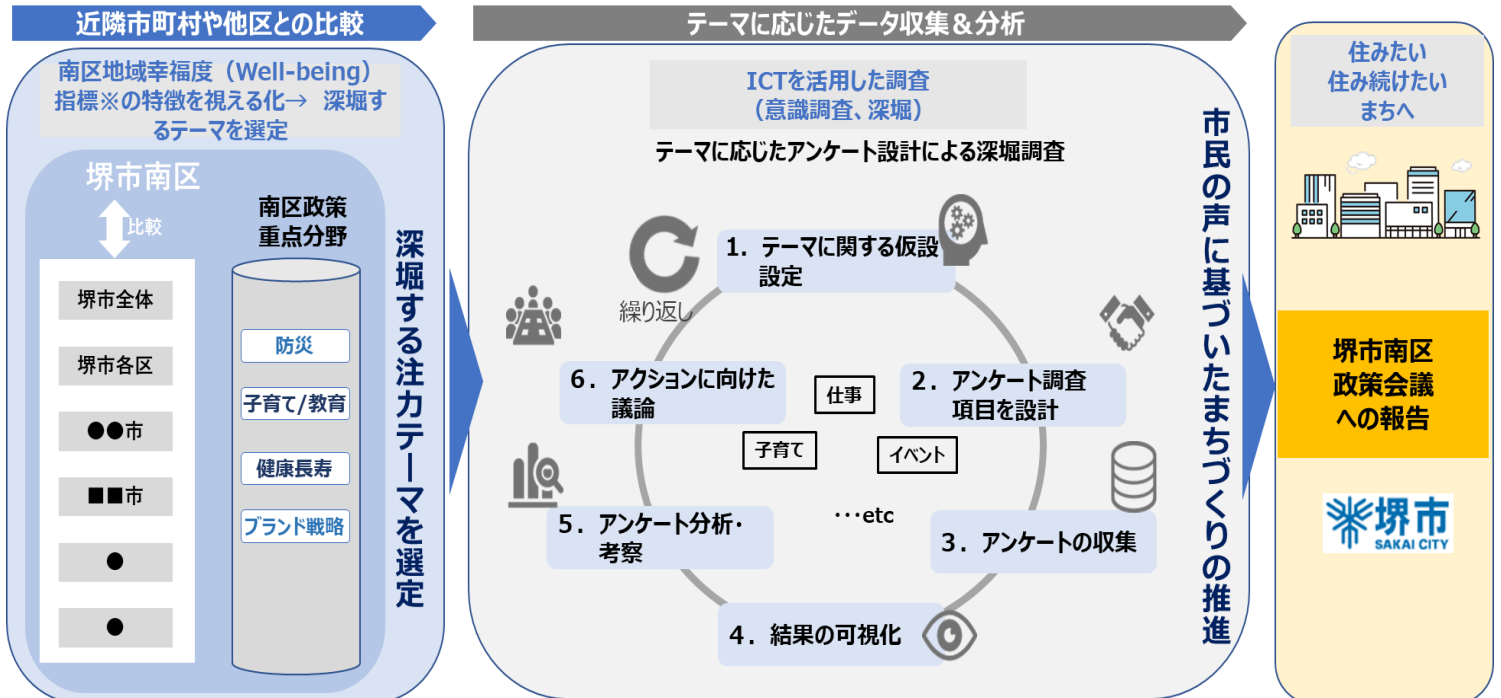 近隣市町村や他区との比較
南区地域幸福度（Well-being）
指標※の特徴を視える化→ 深堀す
るテーマを選定
堺市南区
比較
堺市全体
堺市各区
●●市
■■市
●
●
南区政策
重点分野
防災
子育て/教育
健康長寿
ブランド戦略
深堀する注力テーマを選定
テーマに応じたデータ収集＆分析
ICTを活用した調査
（意識調査、深堀）
テーマに応じたアンケート設計による深堀調査
繰り返し
1．テーマに関する仮設
設定
2．アンケート調査
項目を設計
3．アンケートの収集
4．結果の可視化
5．アンケート分析・
考察
6．アクションに向けた
議論
仕事
子育て
イベント
…etc
市民の声に基づいたまちづくりの推進
住みたい
住み続けたい
まちへ
堺市南区
政策会議
への報告
堺市
SAKAI CITY